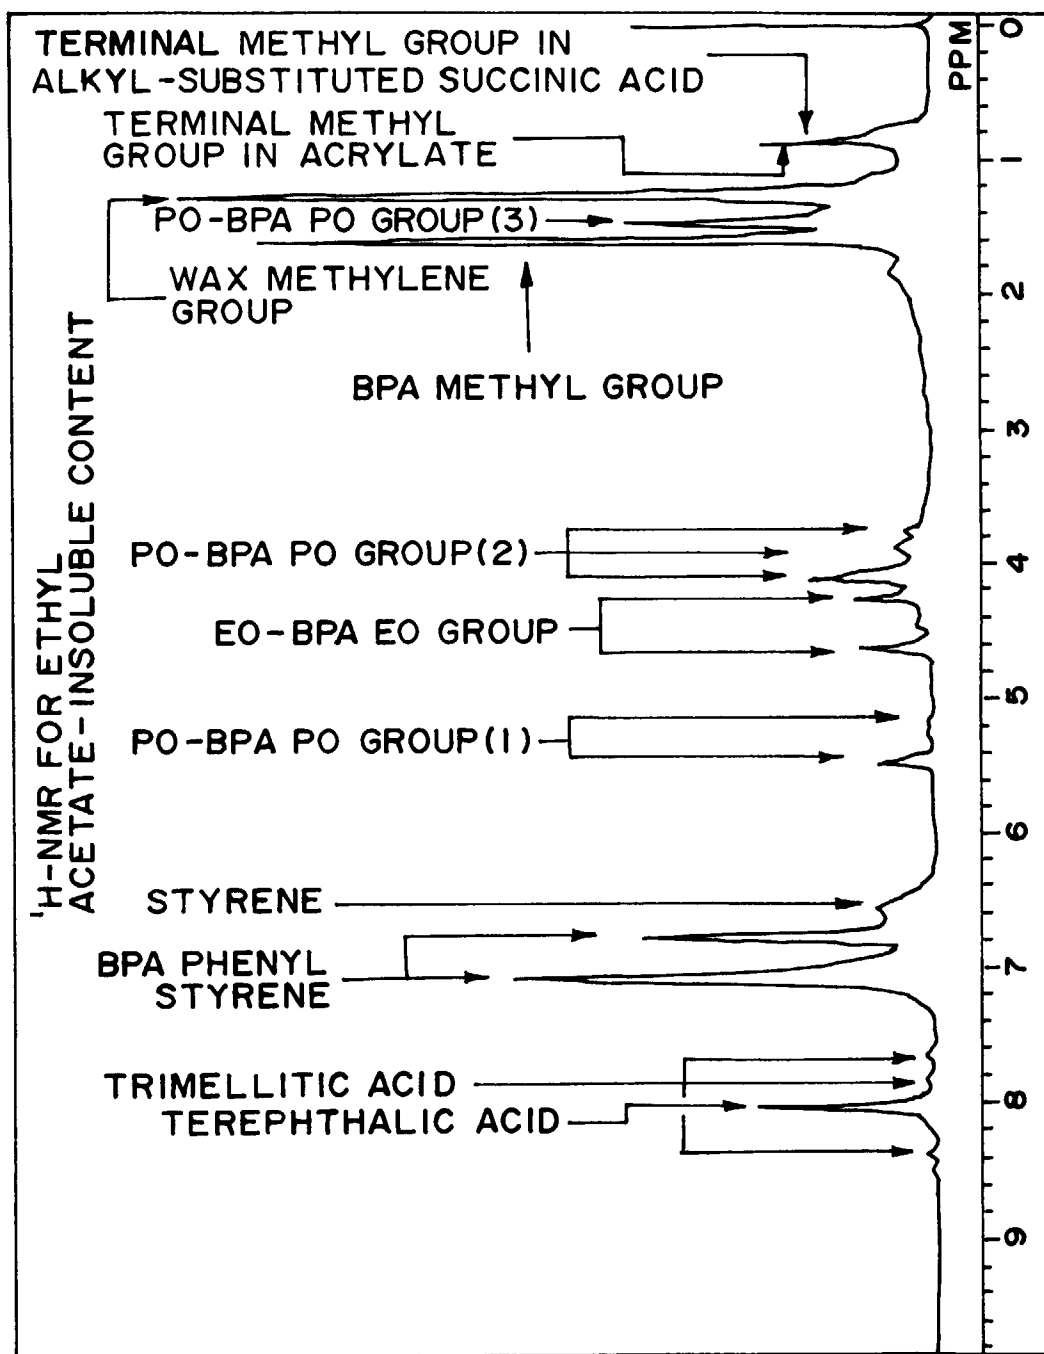 TERMINAL METHYL GROUP IN
ALKYL-SUBSTITUTED SUCCINIC ACID
TERMINAL METHYL
GROUP IN ACRYLATE
PO-BPA PO GROUP(3)
WAX METHYLENE
GROUP
BPA METHYL GROUP
PO-BPA PO GROUP(2)
EO-BPA EO GROUP
PO-BPA PO GROUP(1)
STYRENE
BPA PHENYL
STYRENE
TRIMELLITIC ACID
TEREPHTHALIC ACID
¹H-NMR FOR ETHYL
ACETATE-INSOLUBLE CONTENT
PPM
0
1
2
3
4
5
6
7
8
9